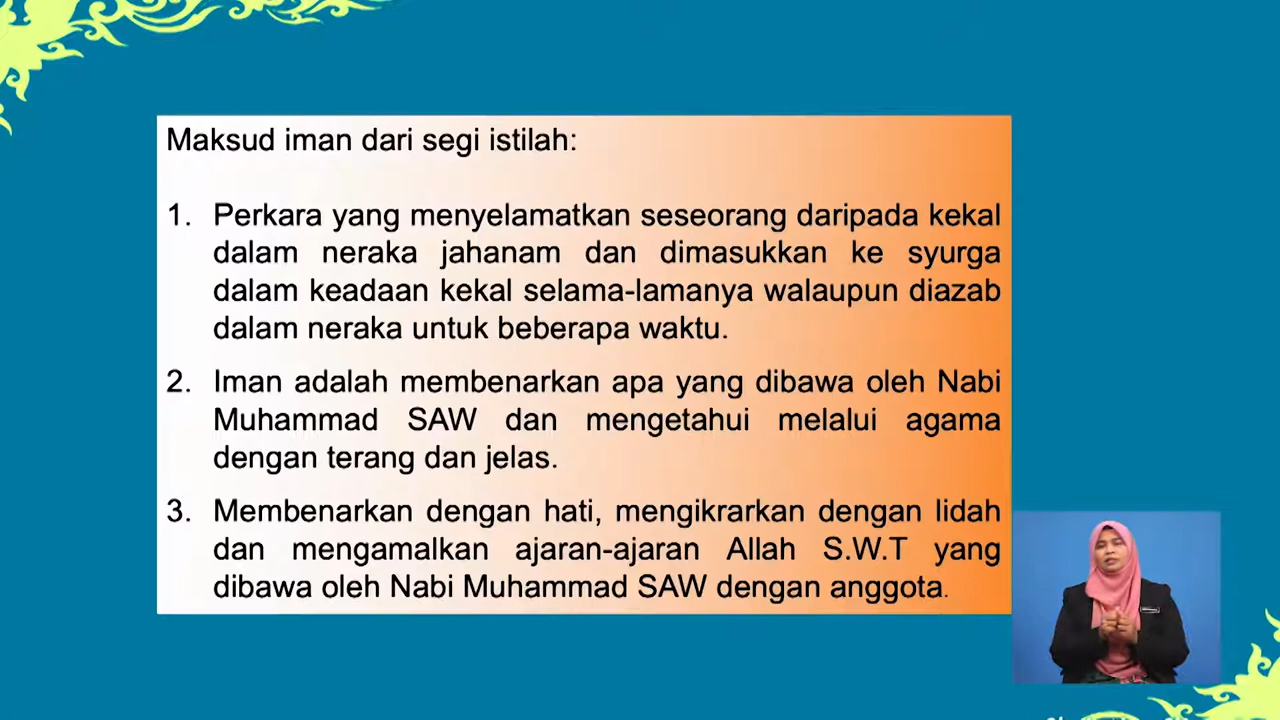 Maksud iman dari segi istilah:
1. Perkara yang menyelamatkan seseorang daripada kekal
dalam neraka jahanam dan dimasukkan ke syurga
dalam keadaan kekal selama-lamanya walaupun diazab
dalam neraka untuk beberapa waktu.
2. Iman adalah membenarkan apa yang dibawa oleh Nabi
Muhammad SAW dan mengetahui melalui agama
dengan terang dan jelas.
3. Membenarkan dengan hati, mengikrarkan dengan lidah
dan mengamalkan ajaran-ajaran Allah S.W.T yang
dibawa oleh Nabi Muhammad SAW dengan anggota.